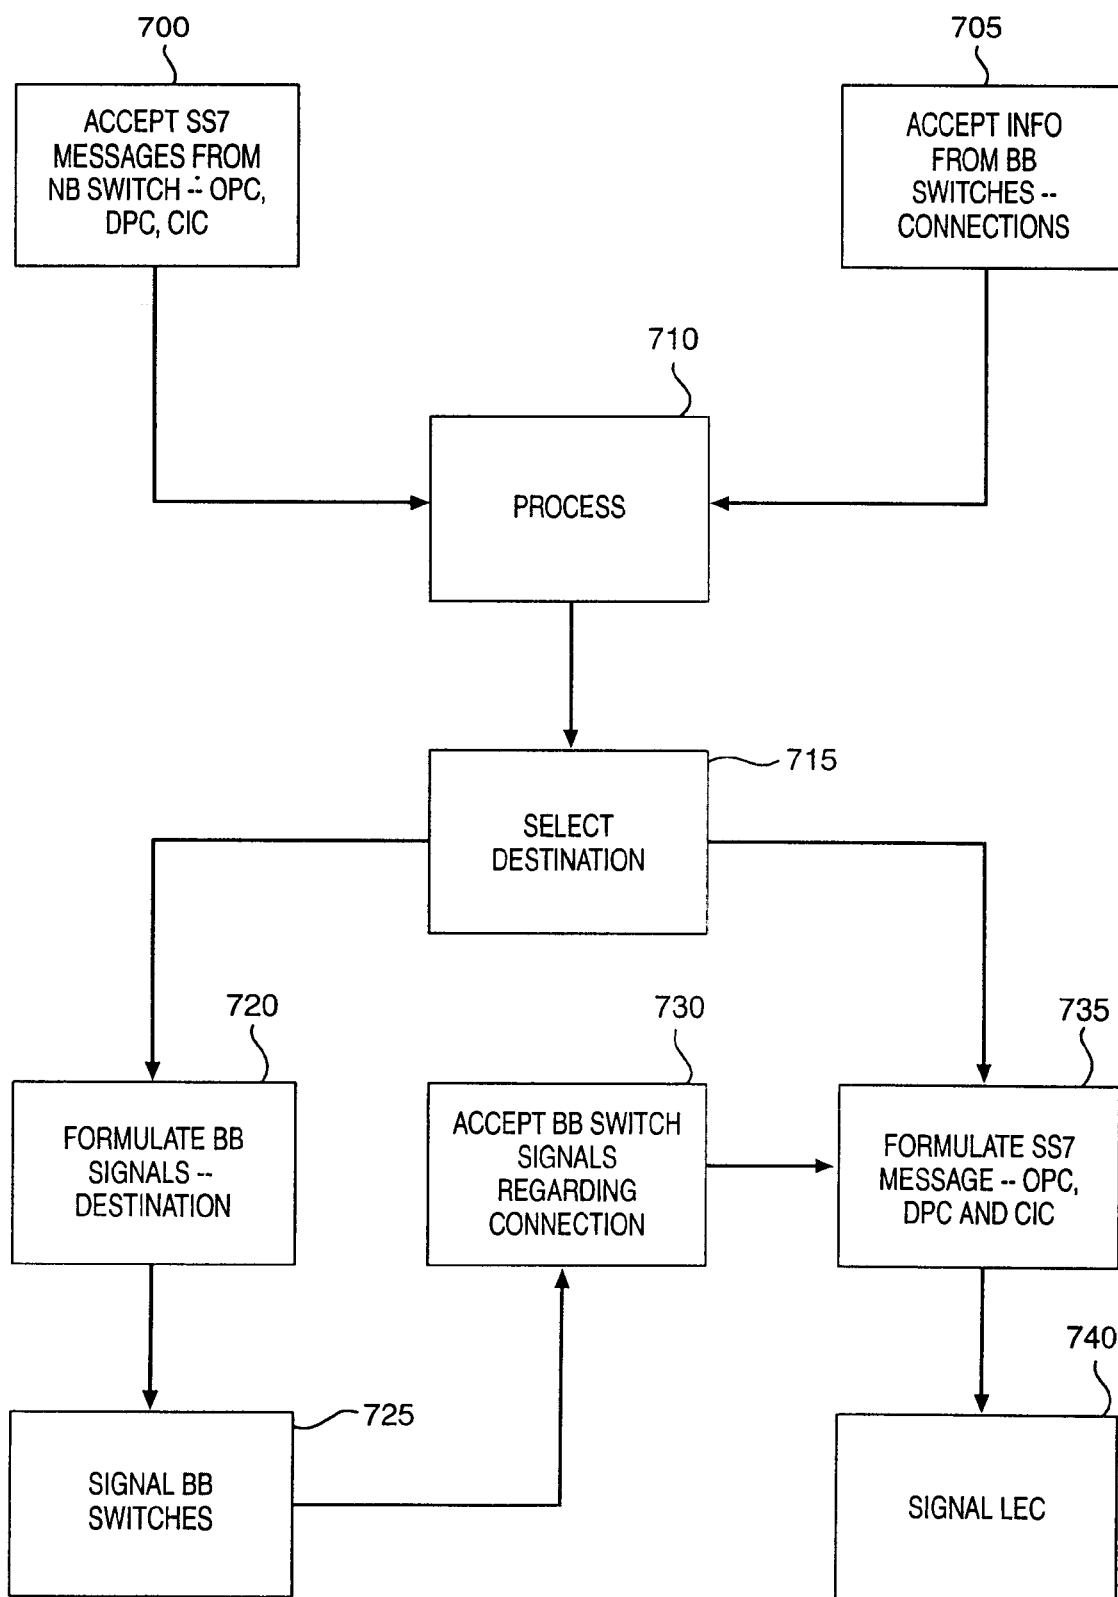 700
705
ACCEPT SS7
MESSAGES FROM
NB SWITCH -- OPC,
DPC, CIC
ACCEPT INFO
FROM BB
SWITCHES --
CONNECTIONS
710
PROCESS
715
SELECT
DESTINATION
720
730
735
FORMULATE BB
SIGNALS --
DESTINATION
ACCEPT BB SWITCH
SIGNALS
REGARDING
CONNECTION
FORMULATE SS7
MESSAGE -- OPC,
DPC AND CIC
725
740
SIGNAL BB
SWITCHES
SIGNAL LEC